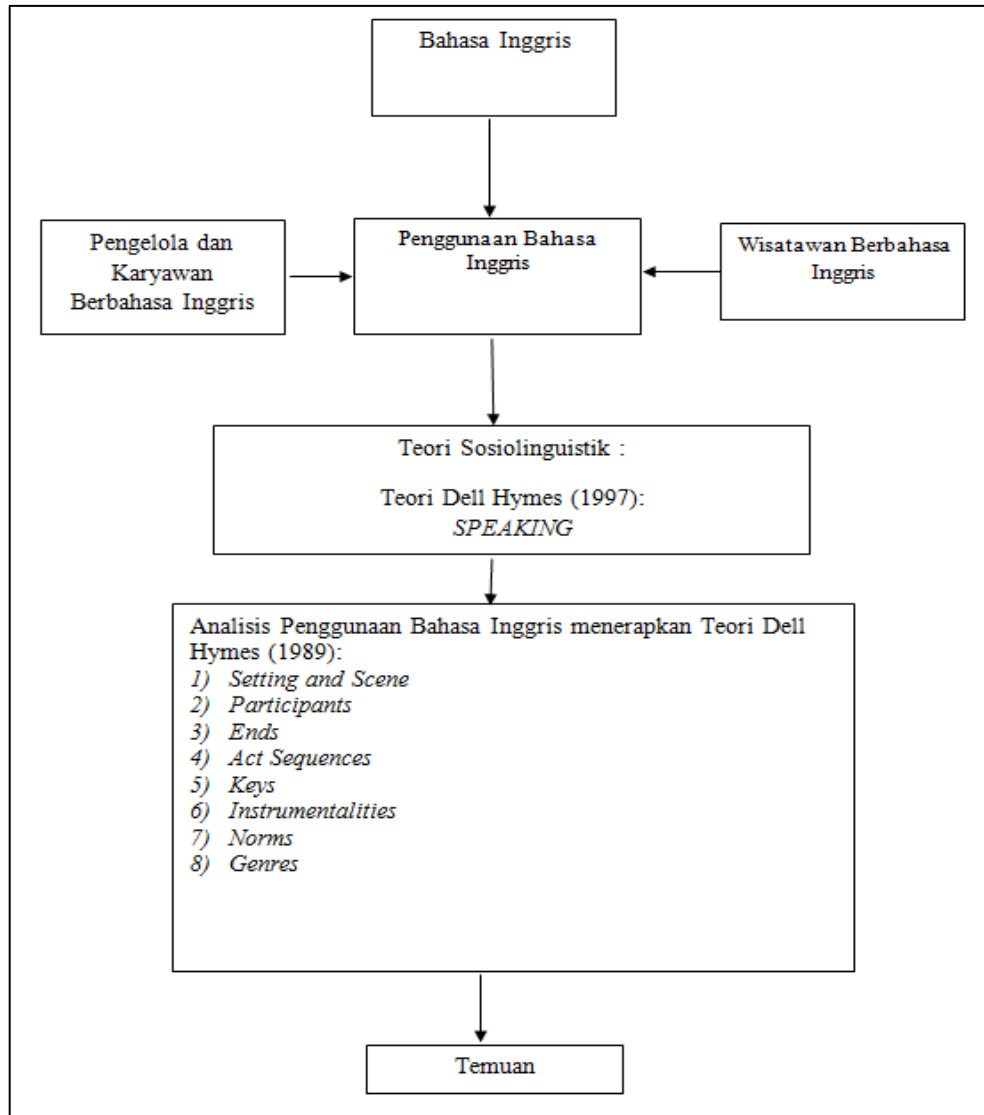 Bahasa Inggris
Pengelola dan
Karyawan
Berbahasa Inggris
Penggunaan Bahasa
Inggris
Wisatawan Berbahasa
Inggris
Teori Sosiolinguistik :
Teori Dell Hymes (1997):
SPEAKING
Analisis Penggunaan Bahasa Inggris menerapkan Teori Dell
Hymes (1989):
1) Setting and Scene
2) Participants
3) Ends
4) Act Sequences
5) Keys
6) Instrumentalities
7) Norms
8) Genres
Temuan